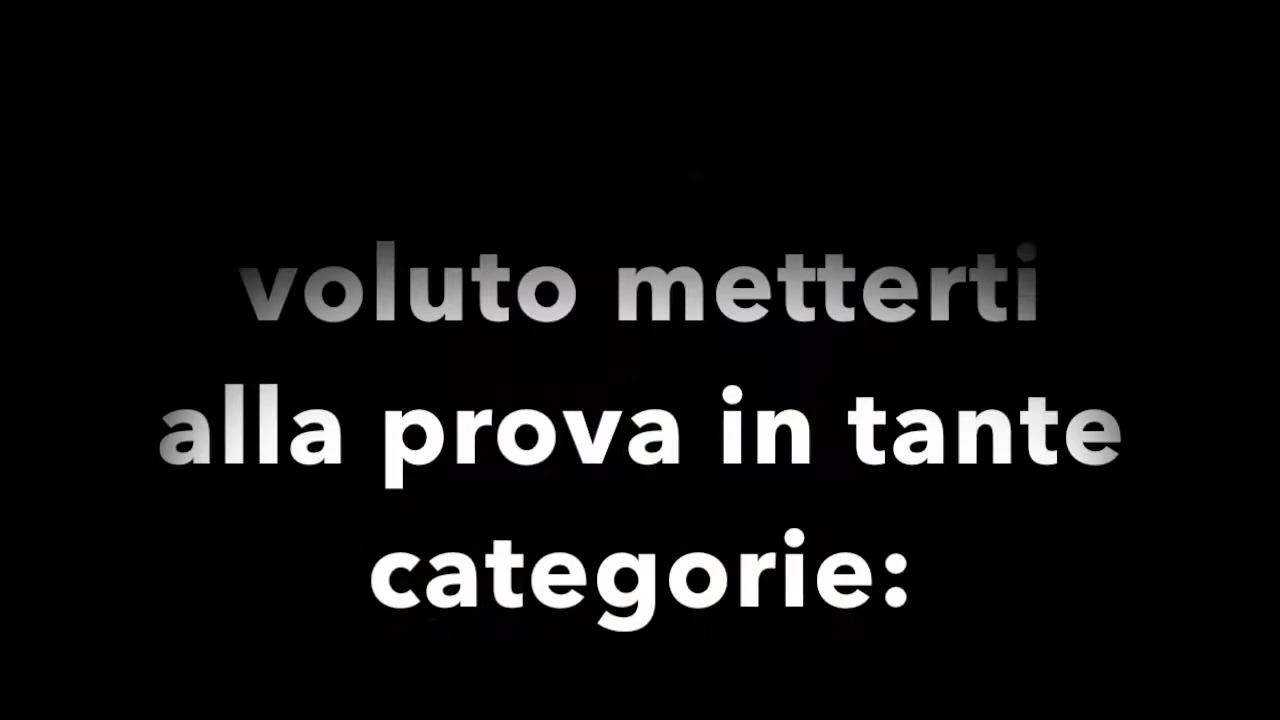 voluto metterti
alla prova in tante
categorie: